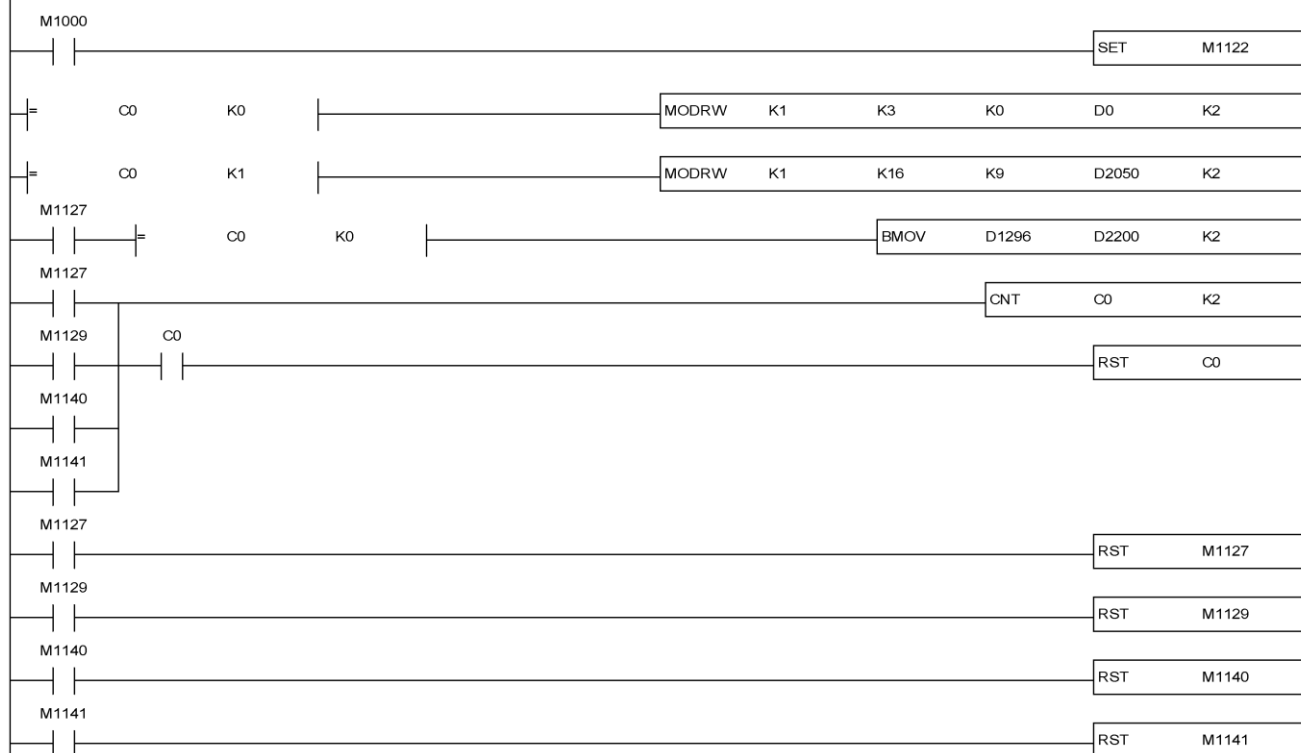 M1000
SET M1122
= C0 K0 MODRW K1 K3 K0 D0 K2
= C0 K1 MODRW K1 K16 K9 D2050 K2
M1127
= C0 K0 BMOV D1296 D2200 K2
M1127
CNT C0 K2
M1129 C0
RST C0
M1140
M1141
M1127
RST M1127
M1129
RST M1129
M1140
RST M1140
M1141
RST M1141